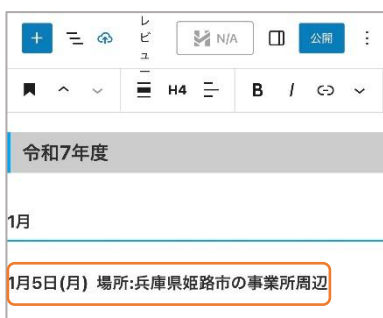 レビュー
N/A
公開
H4
B
I
令和7年度
1月
1月5日(月) 場所:兵庫県姫路市の事業所周辺